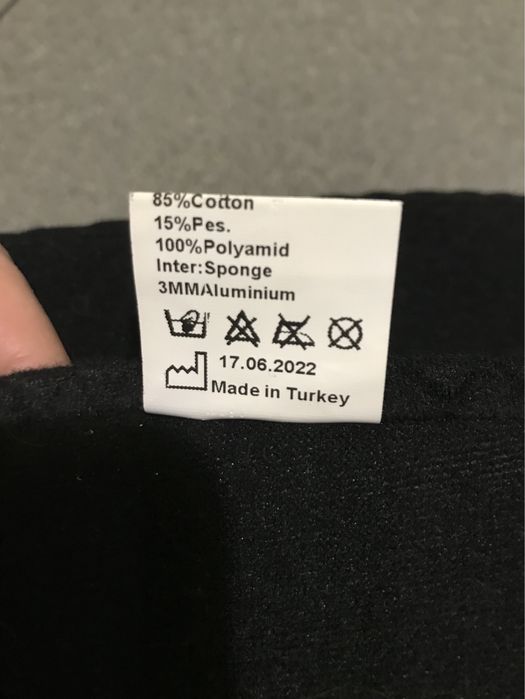 85%Cotton
15%Pes.
100%Polyamid
Inter:Sponge
3MMAluminium
17.06.2022
Made in Turkey